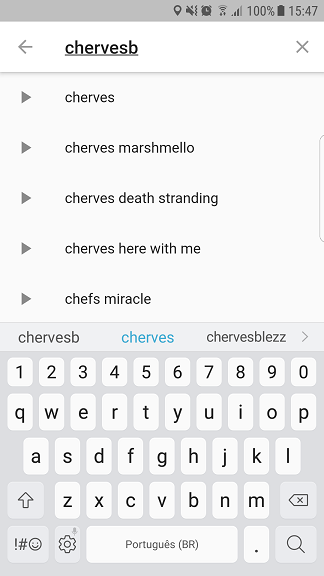 100% 15:47
chervesb
cherves
cherves marshmello
cherves death stranding
cherves here with me
chefs miracle
chervesb cherves chervesblezz
1 2 3 4 5 6 7 8 9 0
q w e r t y u i o p
a s d f g h j k l
z x c v b n m
!#☺ Português (BR) .